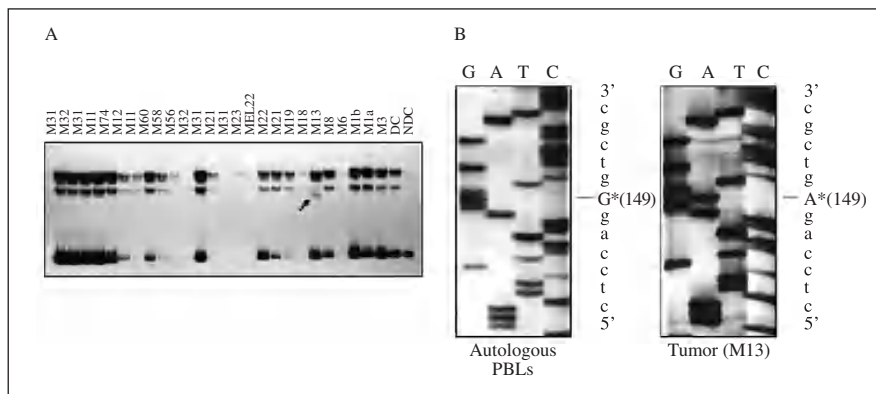 A
M31 M32 M31 M11 M74 M12 M11 M60 M58 M56 M32 M31 M21 M31 M23 MEL22 M22 M21 M19 M18 M13 M8 M6 M1b M1a M3 DC NDC
B
G A T C
3'
c
g
c
t
g
G*(149)
g
a
c
c
t
c
5'
Autologous
PBLs
G A T C
3'
c
g
c
t
g
A*(149)
g
a
c
c
t
c
5'
Tumor (M13)